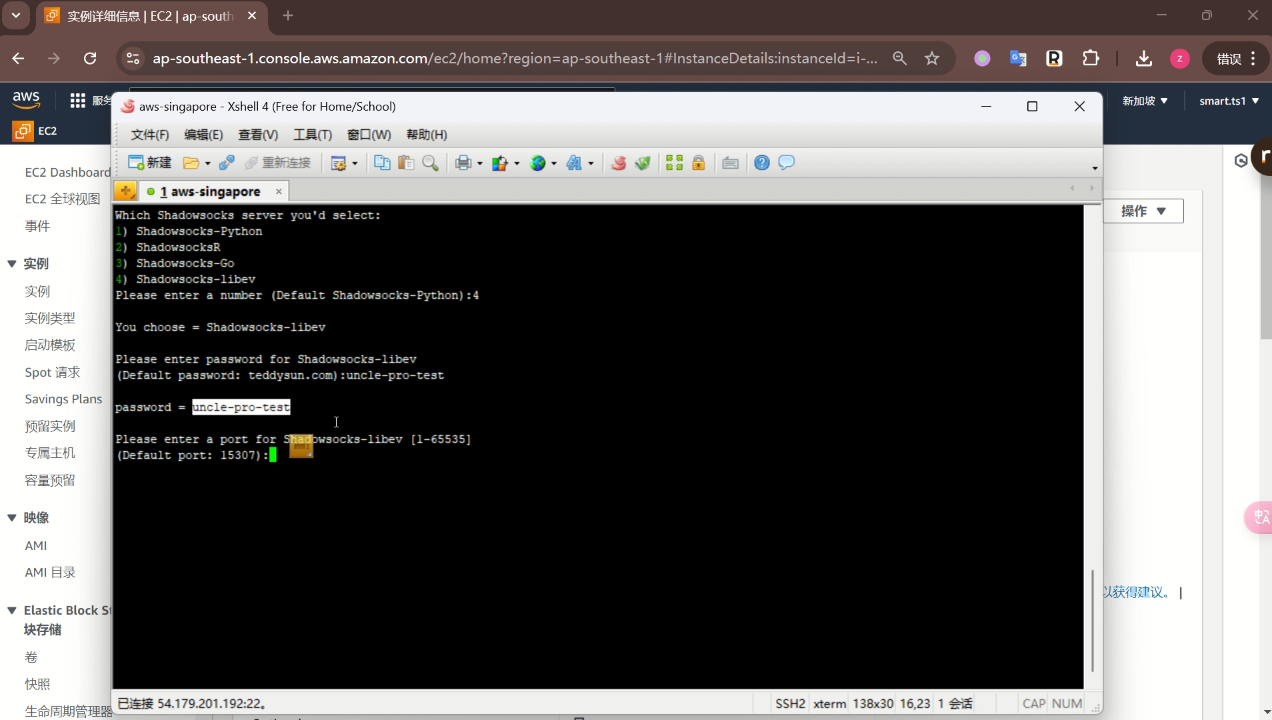 实例详细信息 | EC2 | ap-south
ap-southeast-1.console.aws.amazon.com/ec2/home?region=ap-southeast-1#InstanceDetails:instanceId=i-...
z
错误
aws
服务
新加坡
smart.ts1
EC2
aws-singapore - Xshell 4 (Free for Home/School)
文件(F) 编辑(E) 查看(V) 工具(T) 窗口(W) 帮助(H)
新建 重新连接
1 aws-singapore
Which Shadowsocks server you'd select:
1) Shadowsocks-Python
2) ShadowsocksR
3) Shadowsocks-Go
4) Shadowsocks-libev
Please enter a number (Default Shadowsocks-Python):4
You choose = Shadowsocks-libev
Please enter password for Shadowsocks-libev
(Default password: teddysun.com):uncle-pro-test
password = uncle-pro-test
Please enter a port for Shadowsocks-libev [1-65535]
(Default port: 15307):
已连接 54.179.201.192:22。
SSH2 xterm 138x30 16,23 1 会话 CAP NUM
EC2 Dashboard
EC2 全球视图
事件
实例
实例
实例类型
启动模板
Spot 请求
Savings Plans
预留实例
专属主机
容量预留
映像
AMI
AMI 目录
Elastic Block St
块存储
卷
快照
生命周期管理器
操作
以获得建议。 |